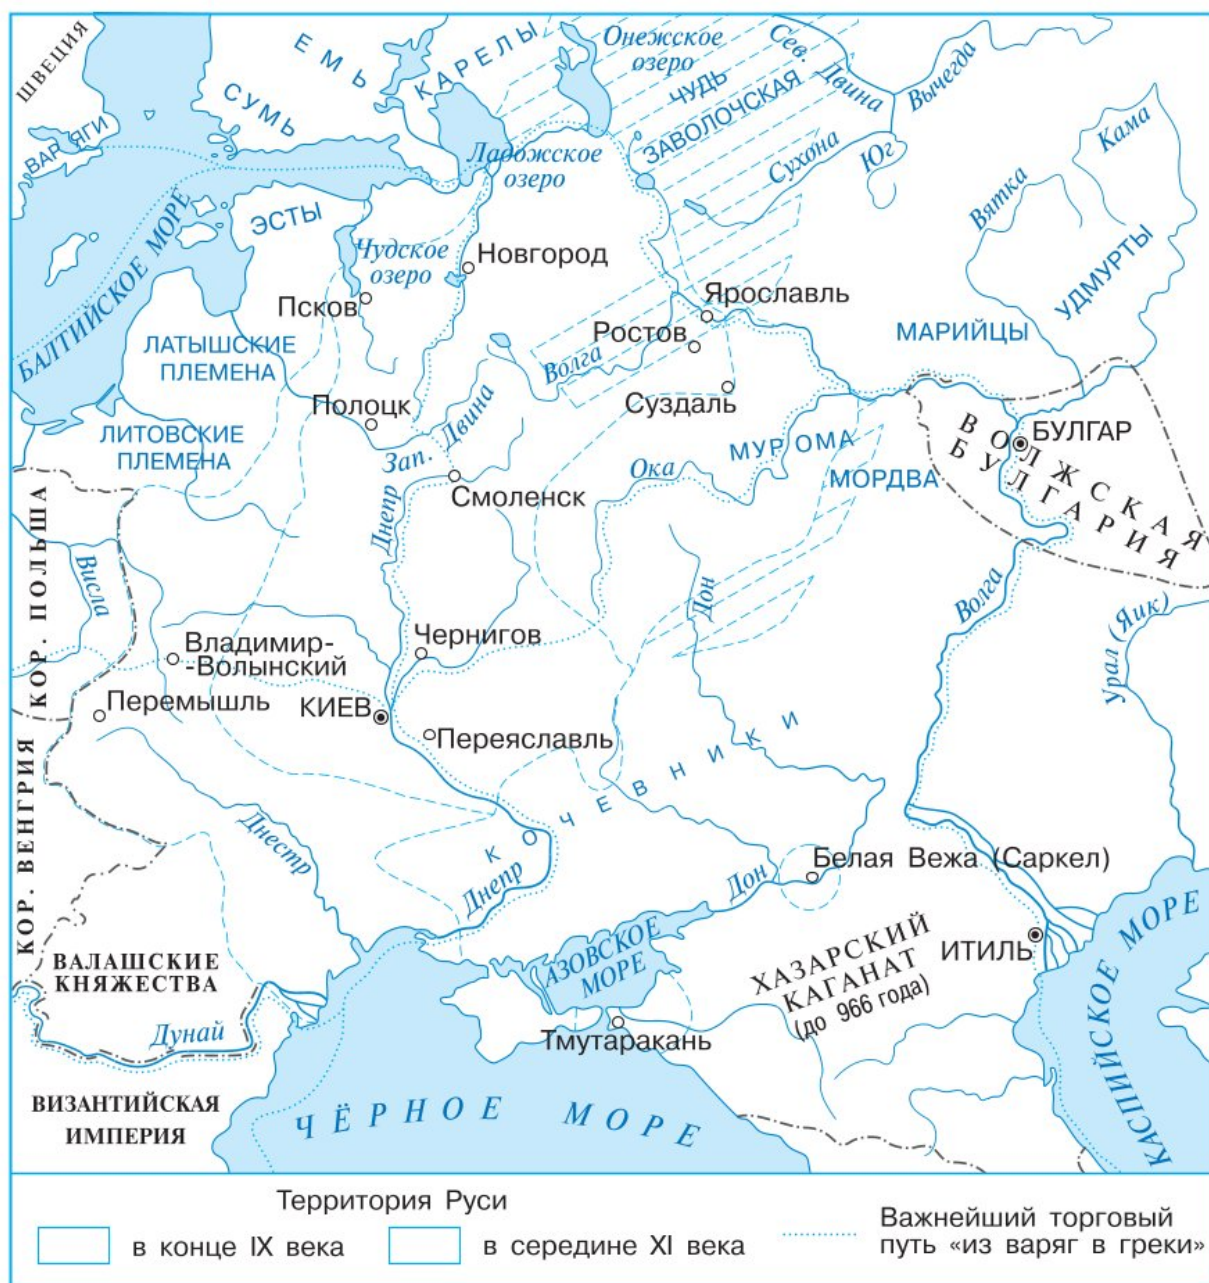 ШВЕЦИЯ
ЕМЬ
КАРЕЛЫ
Онежское
озеро
Сев. Двина
Вычегда
СУМЬ
ЧУДЬ
ЗАВОЛОЧСКАЯ
Кама
ВАРЯГИ
Ладожское
озеро
Сухона
Юг
Вятка
ЭСТЫ
БАЛТИЙСКОЕ МОРЕ
Чудское
озеро
Новгород
УДМУРТЫ
Псков
Ярославль
МАРИЙЦЫ
ЛАТЫШСКИЕ
ПЛЕМЕНА
Ростов
Волга
Суздаль
Полоцк
Зап. Двина
ЛИТОВСКИЕ
ПЛЕМЕНА
МУРОМА
БУЛГАР
ВОЛЖСКАЯ
БУЛГАРИЯ
Ока
МОРДВА
Смоленск
Днепр
КОР. ПОЛЬША
Висла
Дон
Волга
Урал (Яик)
Владимир-
-Волынский
Чернигов
Перемышль
КИЕВ
Переяславль
КОЧЕВНИКИ
КОР. ВЕНГРИЯ
Днестр
Днепр
Белая Вежа (Саркел)
Дон
АЗОВСКОЕ
МОРЕ
ХАЗАРСКИЙ
КАГАНАТ
(до 966 года)
ИТИЛЬ
КАСПИЙСКОЕ МОРЕ
ВАЛАШСКИЕ
КНЯЖЕСТВА
Дунай
Тмутаракань
ВИЗАНТИЙСКАЯ
ИМПЕРИЯ
ЧЁРНОЕ МОРЕ
Территория Руси
в конце IX века
в середине XI века
Важнейший торговый
путь «из варяг в греки»